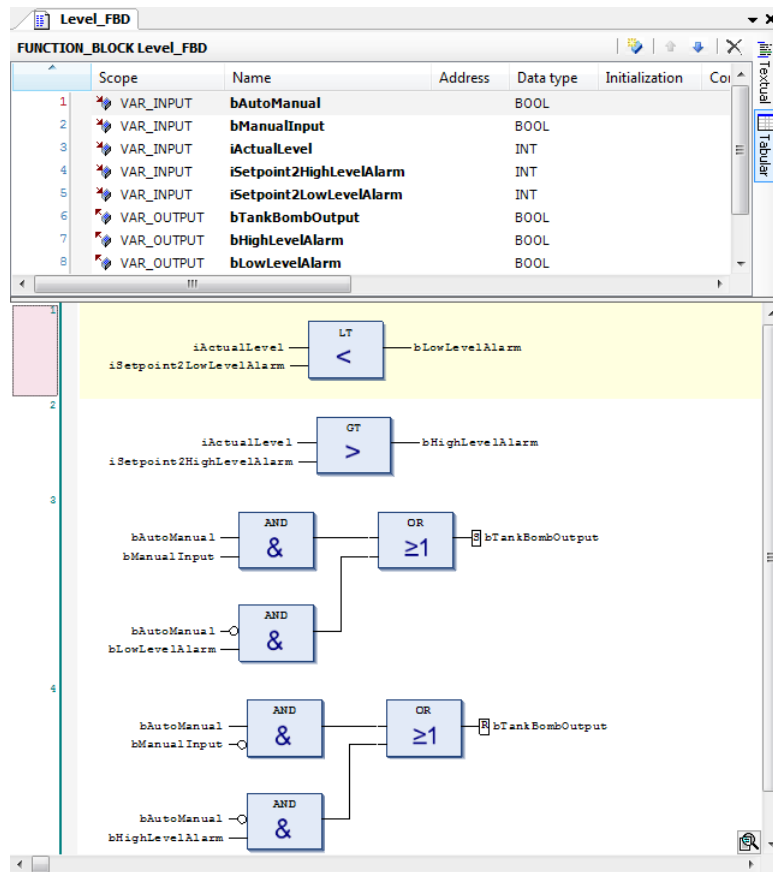 Level_FBD
FUNCTION_BLOCK Level_FBD
Scope Name Address Data type Initialization
1 VAR_INPUT bAutoManual BOOL
2 VAR_INPUT bManualInput BOOL
3 VAR_INPUT iActualLevel INT
4 VAR_INPUT iSetpoint2HighLevelAlarm INT
5 VAR_INPUT iSetpoint2LowLevelAlarm INT
6 VAR_OUTPUT bTankBombOutput BOOL
7 VAR_OUTPUT bHighLevelAlarm BOOL
8 VAR_OUTPUT bLowLevelAlarm BOOL
Textual
Tabular
1
LT
iActualLevel < bLowLevelAlarm
iSetpoint2LowLevelAlarm
2
GT
iActualLevel > bHighLevelAlarm
iSetpoint2HighLevelAlarm
3
AND OR
bAutoManual & ≥1 S bTankBombOutput
bManualInput
AND
bAutoManual &
bLowLevelAlarm
4
AND OR
bAutoManual & ≥1 R bTankBombOutput
bManualInput
AND
bAutoManual &
bHighLevelAlarm